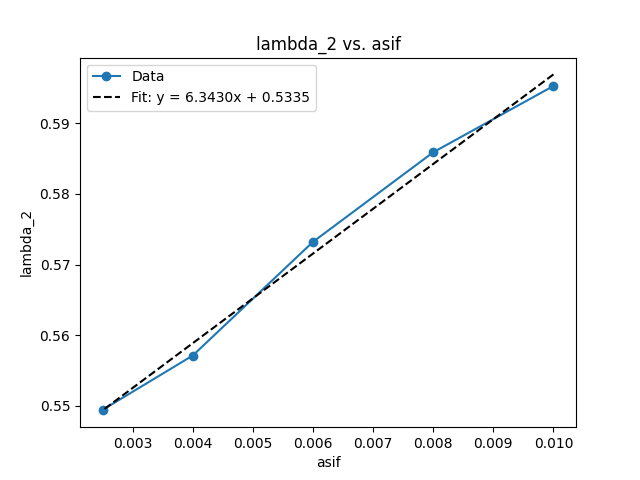 lambda_2 vs. asif
Data
Fit: y = 6.3430x + 0.5335
0.59
0.58
0.57
0.56
0.55
lambda_2
0.003 0.004 0.005 0.006 0.007 0.008 0.009 0.010
asif